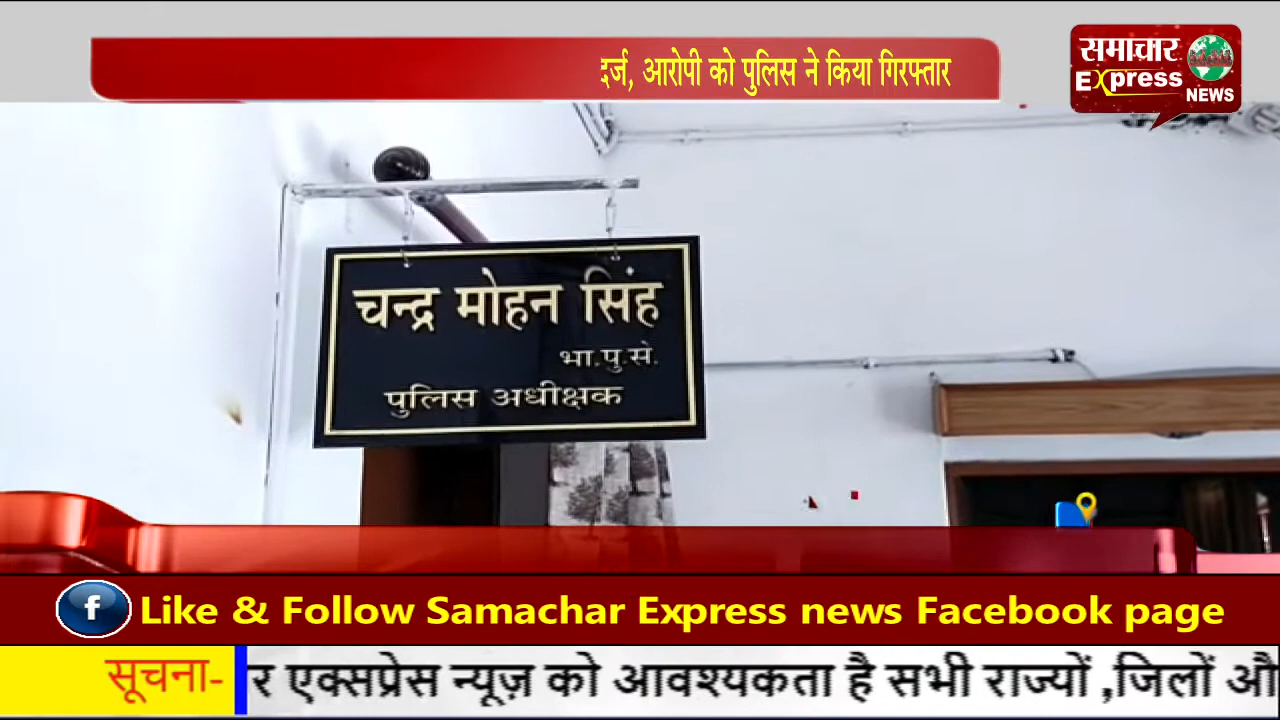 दर्ज, आरोपी को पुलिस ने किया गिरफ्तार
समाचार
Express
NEWS
चन्द्र मोहन सिंह
भा.पु.से.
पुलिस अधीक्षक
f Like & Follow Samachar Express news Facebook page
सूचना- र एक्सप्रेस न्यूज़ को आवश्यकता है सभी राज्यों ,जिलों औ